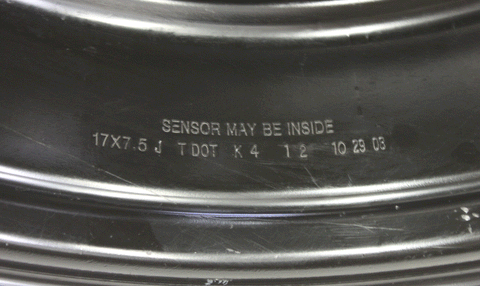 SENSOR MAY BE INSIDE
17X7.5 J T DOT K 4 1 2 10 29 03